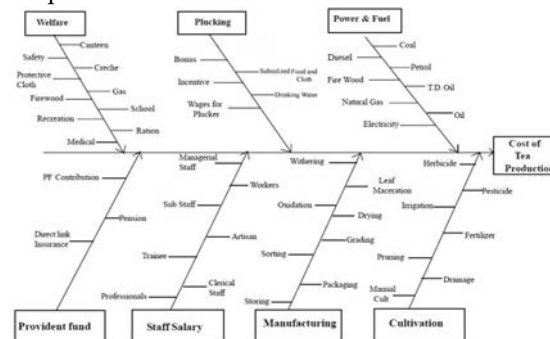 Welfare
Plucking
Power & Fuel
Canteen
Safety
Creche
Protective
Cloth
Gas
Firewood
School
Recreation
Ration
Medical
Bonus
Subsidized Food and
Cloth
Incentive
Drinking Water
Wages for
Plucker
Coal
Diesel
Petrol
Fire Wood
T.D. Oil
Natural Gas
Oil
Electricity
Cost of
Tea
Production
PF Contribution
Pension
Direct link
Insurance
Managerial
Staff
Workers
Sub Staff
Artisan
Trainee
Clerical
Staff
Professionals
Withering
Leaf
Maceration
Oxidation
Drying
Grading
Sorting
Packaging
Storing
Herbicide
Pesticide
Irrigation
Fertilizer
Pruning
Drainage
Manual
Cult
Provident fund
Staff Salary
Manufacturing
Cultivation